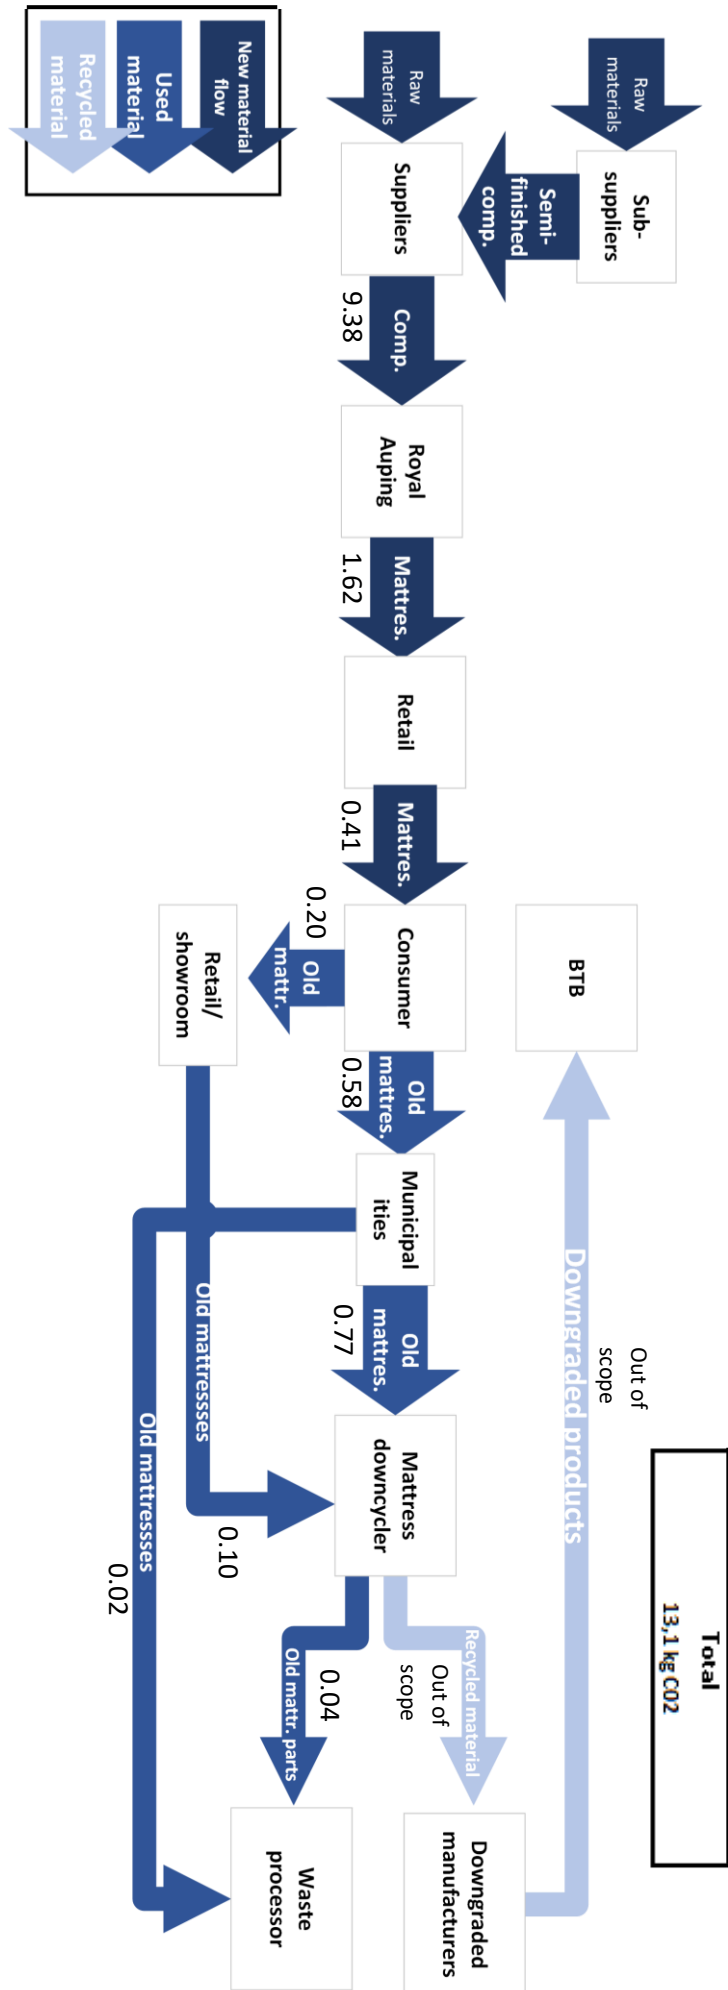 Raw
materials
Sub-
suppliers
Semi-
finished
comp.
Raw
materials
Suppliers
Comp.
9.38
Royal
Auping
Mattres.
1.62
Retail
Mattres.
0.41
Consumer
Old
mattr.
0.20
Retail/
showroom
Old
mattres.
0.58
Municipal
ities
Old
mattres.
0.77
Mattress
downcycler
Old mattressses
0.10
Old mattressses
0.02
Old mattr. parts
0.04
Waste
processor
Recycled material
Out of
scope
Downgraded
manufacturers
Downgraded products
Out of
scope
BTB
Total
13,1 kg CO2
New material
flow
Used
material
Recycled
material